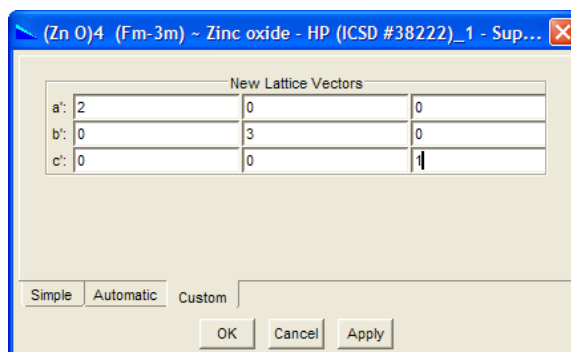 (Zn O)4 (Fm-3m) ~ Zinc oxide - HP (ICSD #38222)_1 - Sup...
New Lattice Vectors
a': 2 0 0
b': 0 3 0
c': 0 0 1
Simple Automatic Custom
OK Cancel Apply